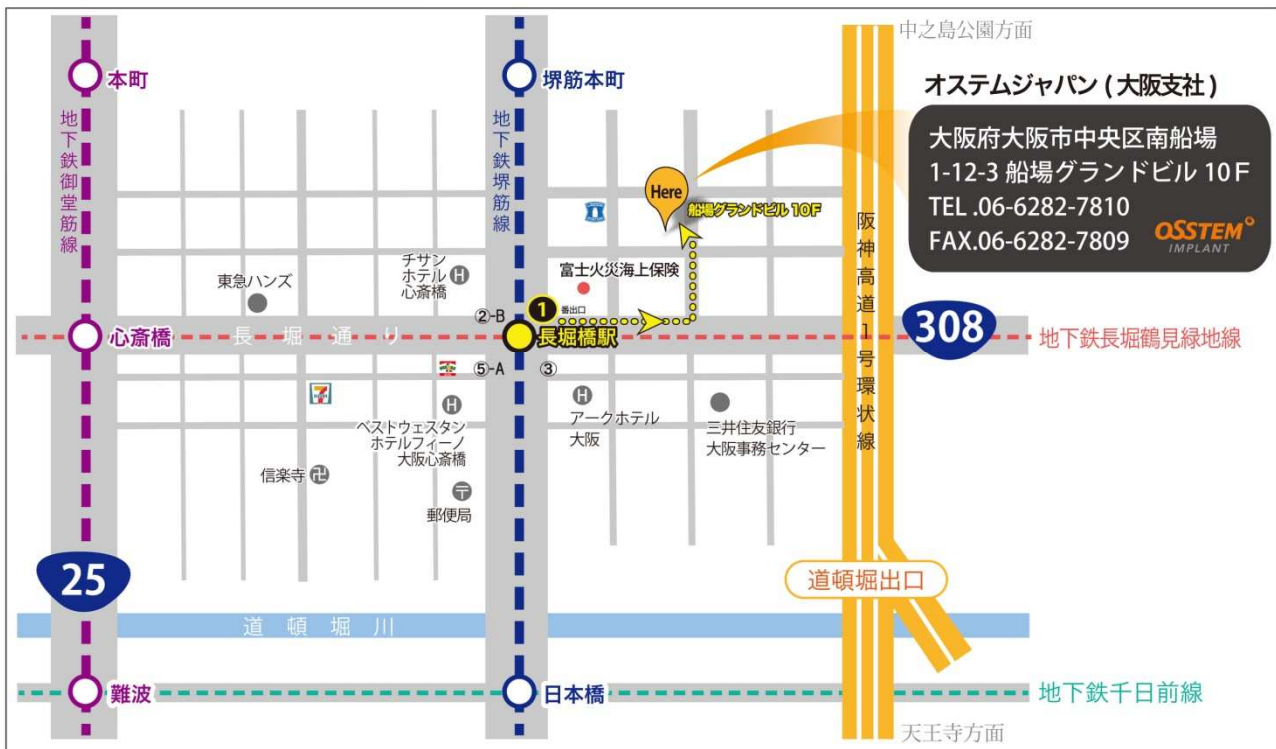 中之島公園方面
本町
堺筋本町
オステムジャパン ( 大阪支社 )
大阪府大阪市中央区南船場
1-12-3 船場グランドビル 10F
TEL .06-6282-7810
FAX.06-6282-7809
OSSTEM
IMPLANT
地下鉄御堂筋線
地下鉄堺筋線
Here
船場グランドビル 10F
阪神高道1号環状線
チサン
ホテル
心斎橋
H
富士火災海上保険
東急ハンズ
②-B
1
番出口
308
心斎橋
長堀通り
長堀橋駅
地下鉄長堀鶴見緑地線
⑤-A
③
7
H
H
アークホテル
大阪
三井住友銀行
大阪事務センター
ベストウェスタン
ホテルフィーノ
大阪心斎橋
信楽寺
卍
〒
郵便局
25
道頓堀出口
道頓堀川
難波
日本橋
地下鉄千日前線
天王寺方面